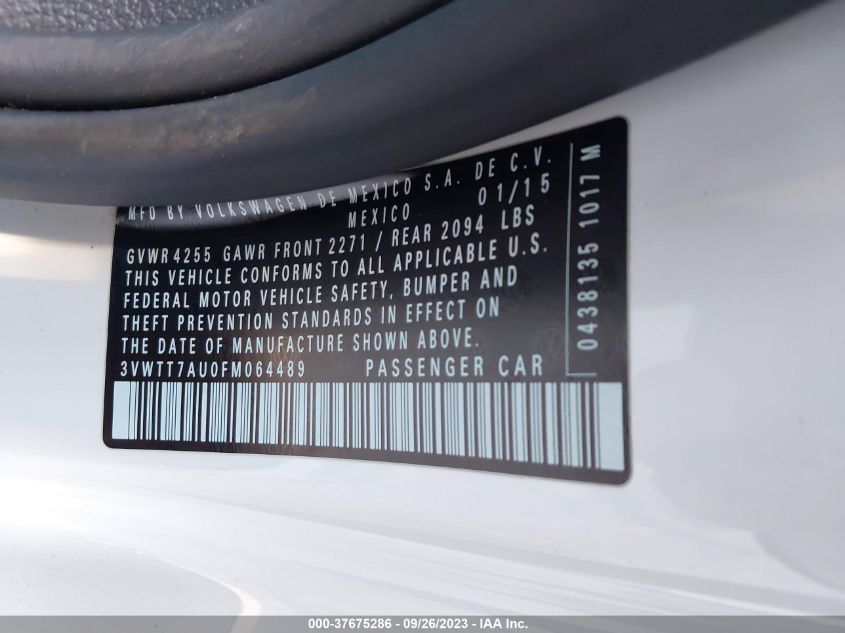 MFD BY VOLKSWAGEN DE MEXICO S.A. DE C.V.
MEXICO 01/15
GVWR 4255 GAWR FRONT 2271 / REAR 2094 LBS
THIS VEHICLE CONFORMS TO ALL APPLICABLE U.S.
FEDERAL MOTOR VEHICLE SAFETY, BUMPER AND
THEFT PREVENTION STANDARDS IN EFFECT ON
THE DATE OF MANUFACTURE SHOWN ABOVE.
3VWTT7AU0FM064489 PASSENGER CAR
0438135 1017 M
000-37675286 - 09/26/2023 - IAA Inc.